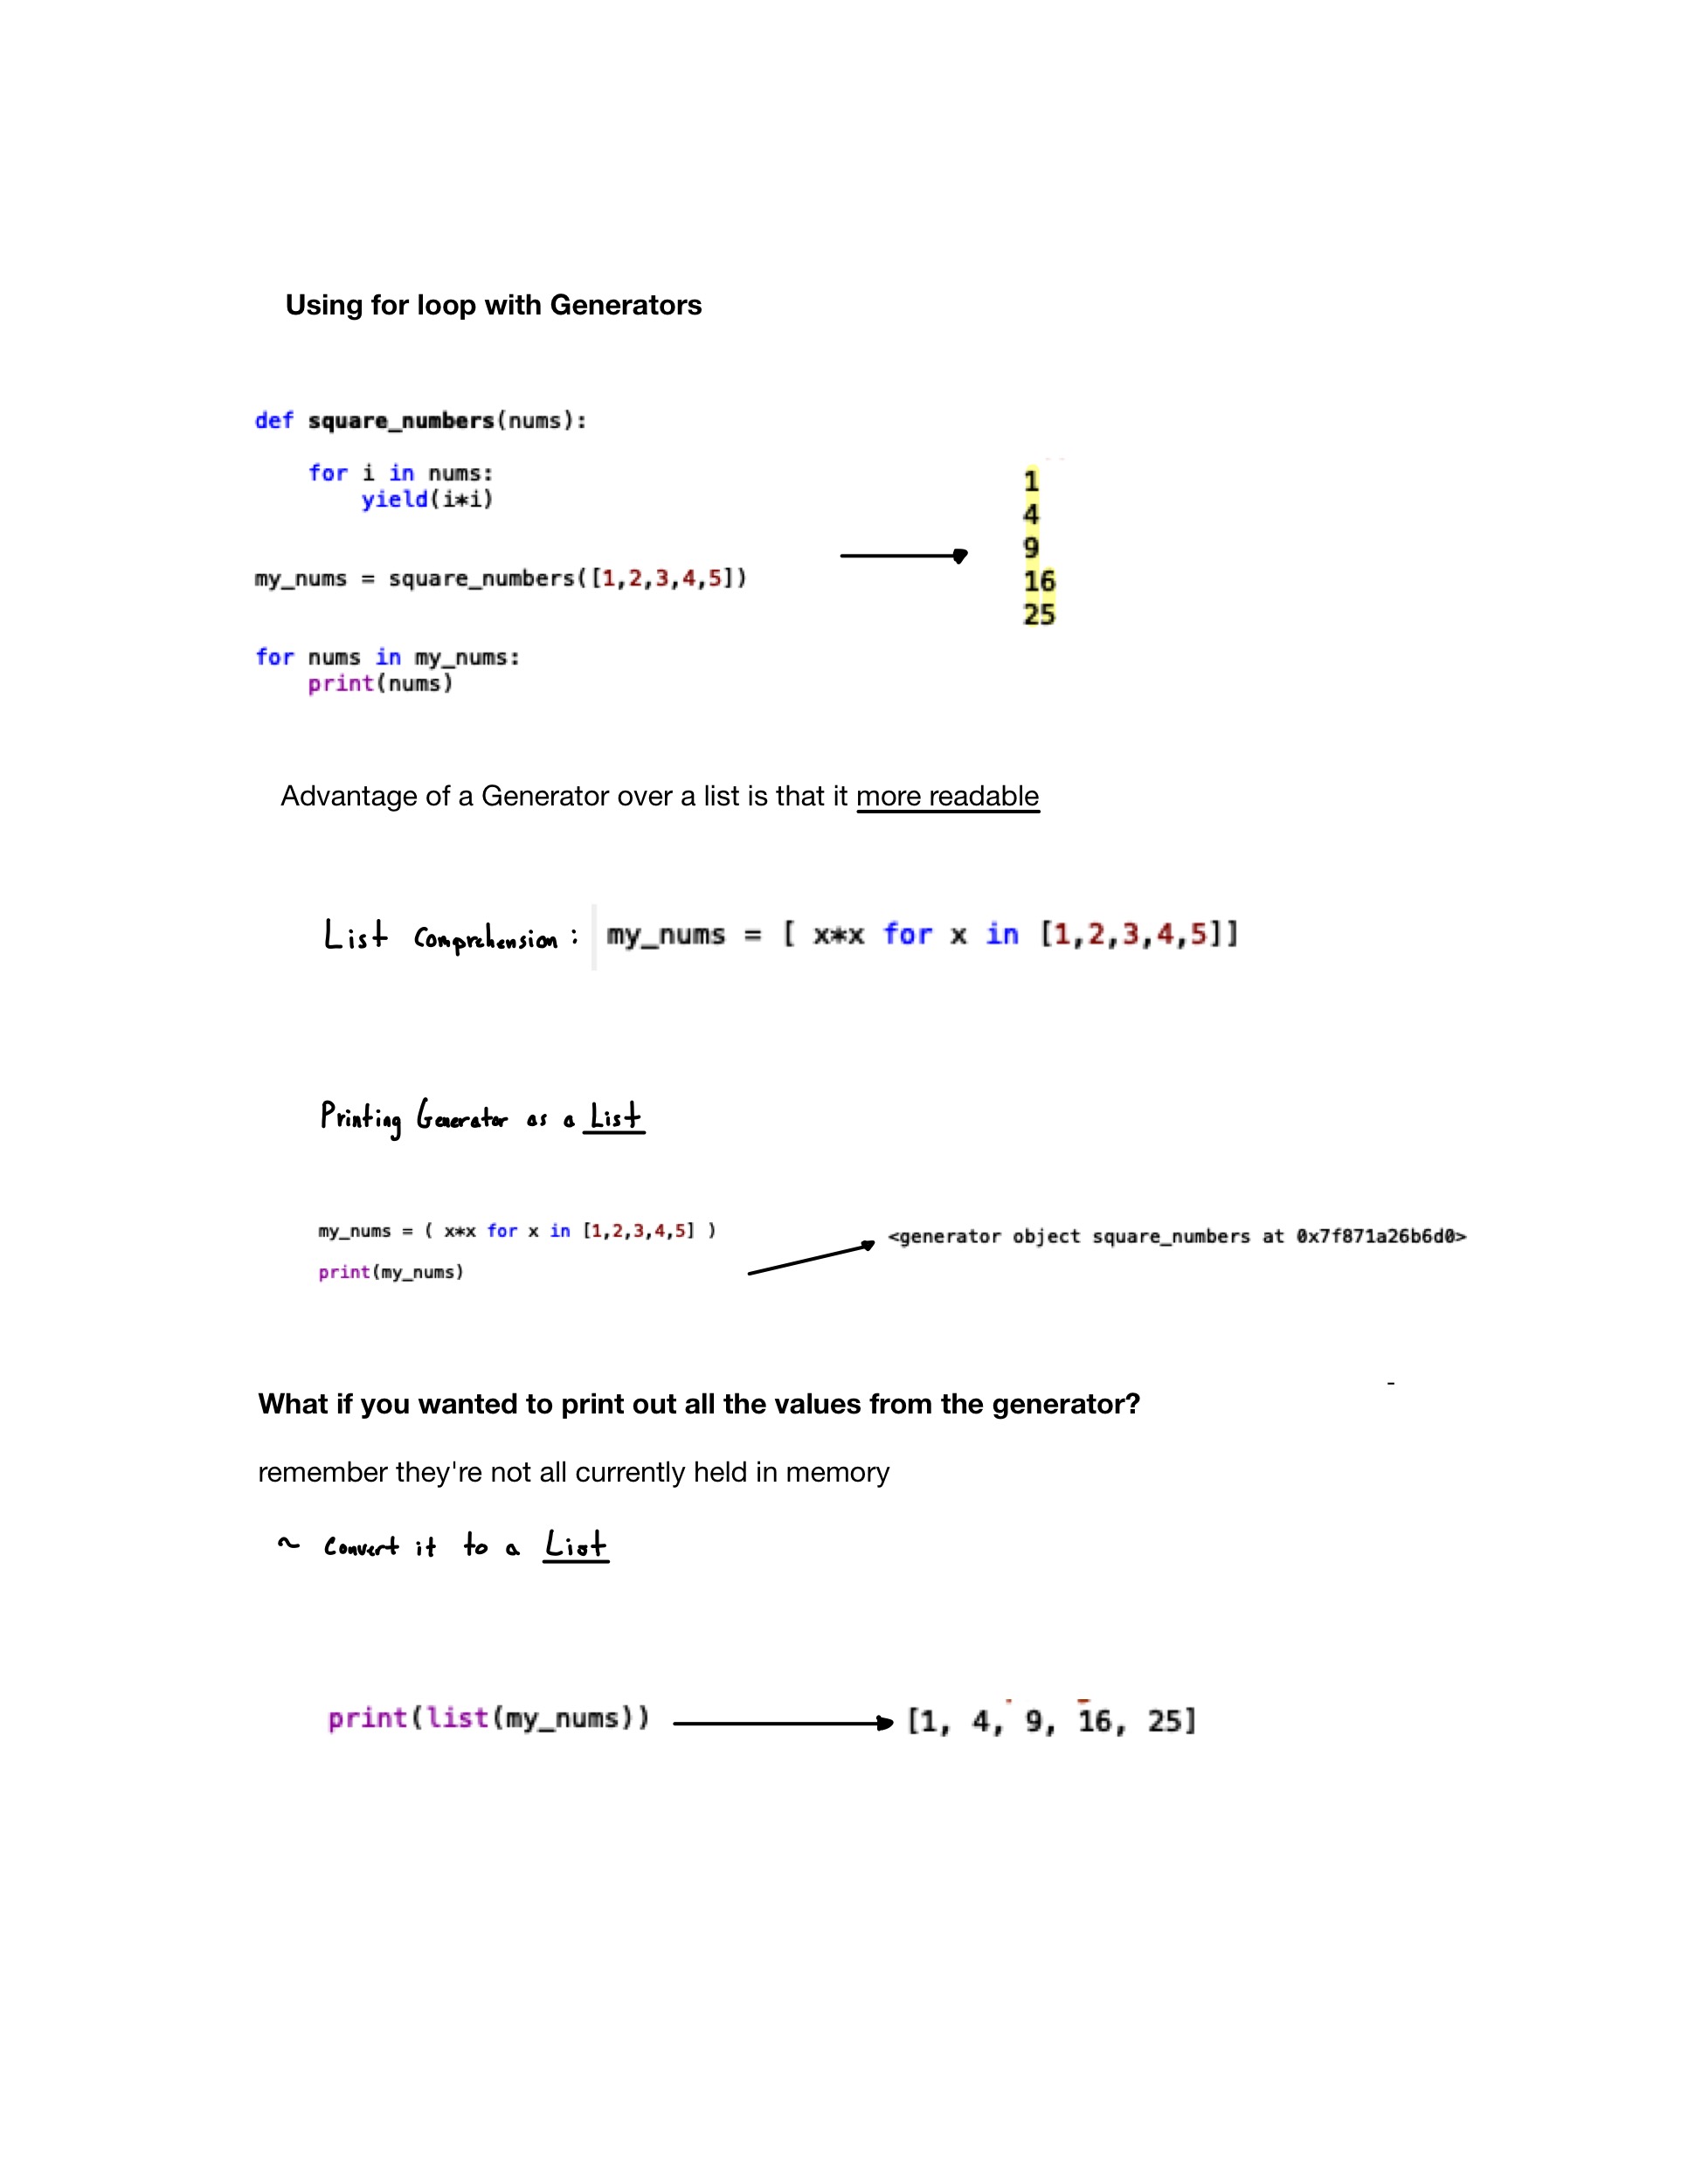 Using for loop with Generators
def square_numbers(nums):
for i in nums:
yield(i*i)
my_nums = square_numbers([1,2,3,4,5])
for nums in my_nums:
print(nums)
1
4
9
16
25
Advantage of a Generator over a list is that it more readable
List Comprehension : my_nums = [ x*x for x in [1,2,3,4,5]]
Printing Generator as a List
my_nums = ( x*x for x in [1,2,3,4,5] )
print(my_nums)
<generator object square_numbers at 0x7f871a26b6d0>
What if you wanted to print out all the values from the generator?
remember they're not all currently held in memory
~ Convert it to a List
print(list(my_nums))
[1, 4, 9, 16, 25]